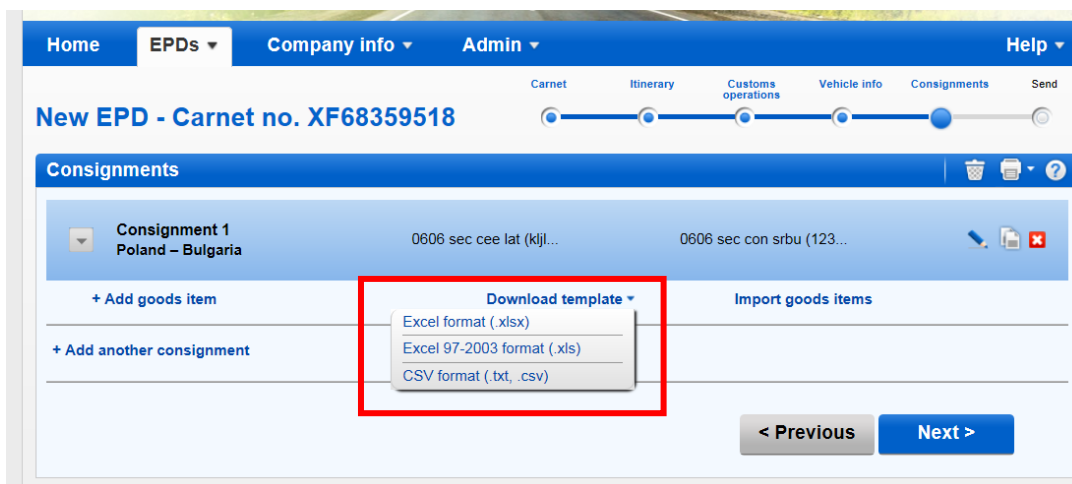 Home EPDs Company info Admin Help
Carnet Itinerary Customs operations Vehicle info Consignments Send
New EPD - Carnet no. XF68359518
Consignments
Consignment 1
Poland – Bulgaria
0606 sec cee lat (kljl...
0606 sec con srbu (123...
+ Add goods item Download template Import goods items
Excel format (.xlsx)
Excel 97-2003 format (.xls)
CSV format (.txt, .csv)
+ Add another consignment
< Previous Next >